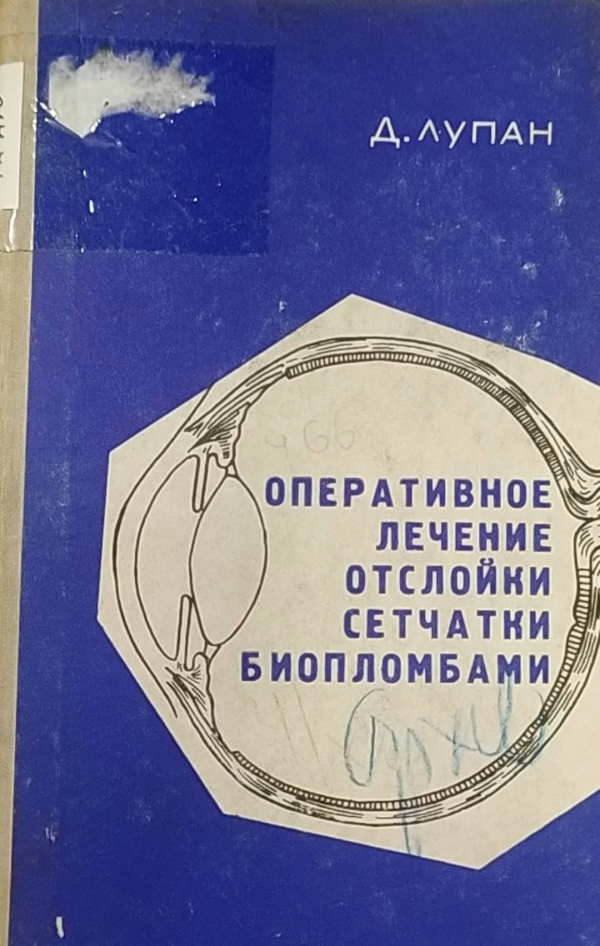 Д. ЛУПАН
ОПЕРАТИВНОЕ
ЛЕЧЕНИЕ
ОТСЛОЙКИ
СЕТЧАТКИ
БИОПЛОМБАМИ